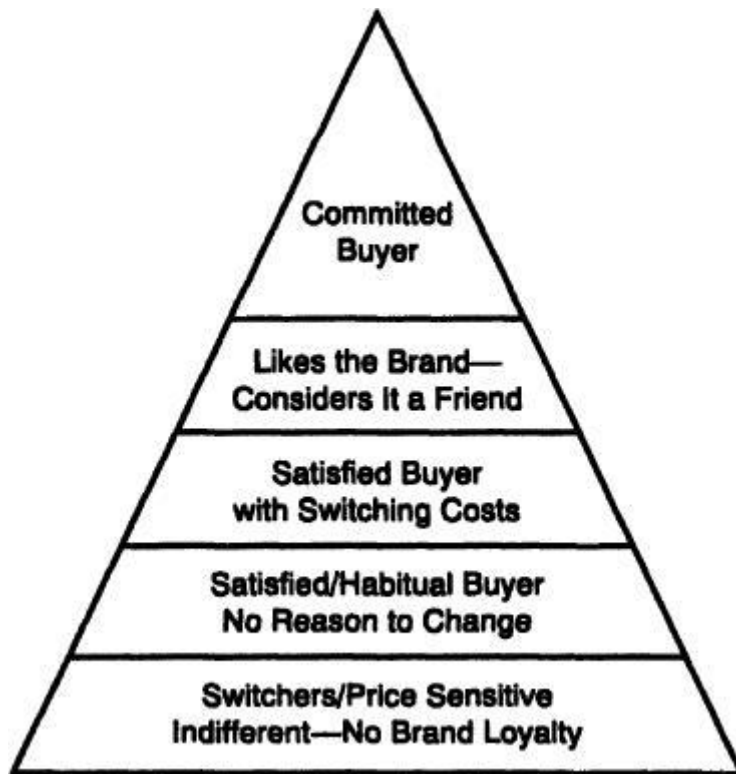 Committed
Buyer
Likes the Brand—
Considers It a Friend
Satisfied Buyer
with Switching Costs
Satisfied/Habitual Buyer
No Reason to Change
Switchers/Price Sensitive
Indifferent—No Brand Loyalty